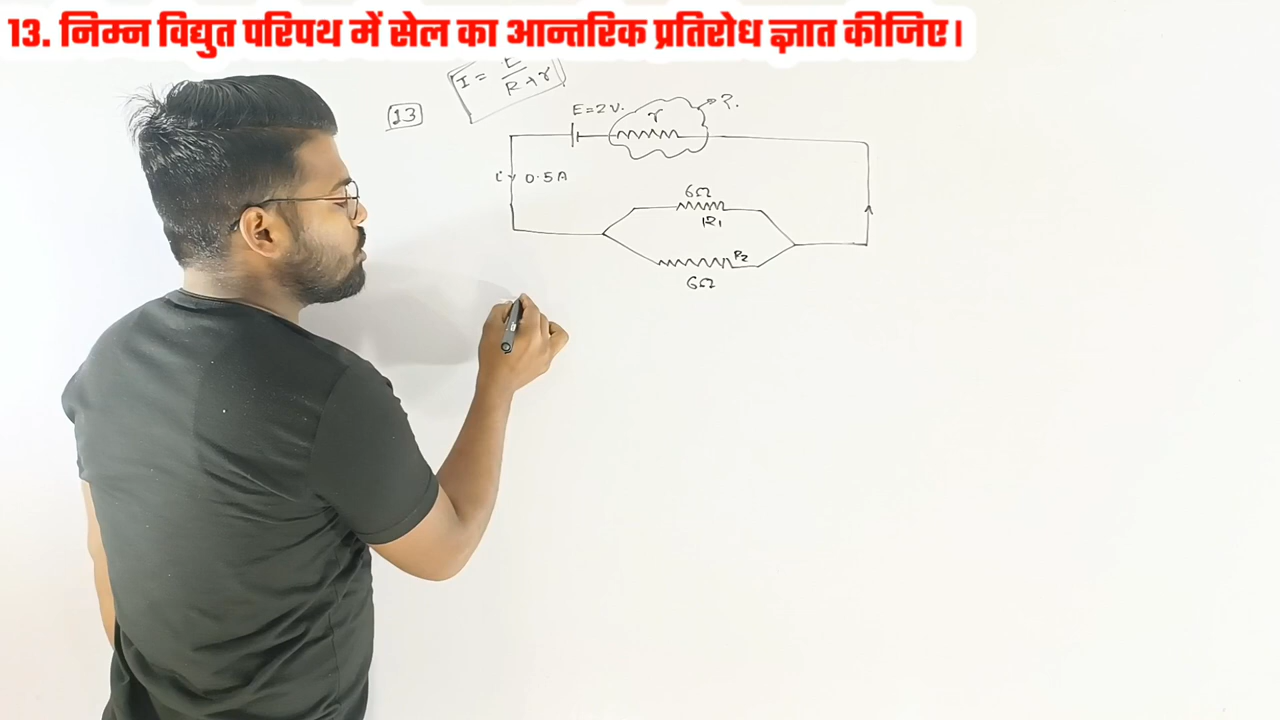 13. निम्न विद्युत परिपथ में सेल का आन्तरिक प्रतिरोध ज्ञात कीजिए।
I = E / R+r
13
E=2V.
r
?.
i 0.5A
6Ω
R1
R2
6Ω